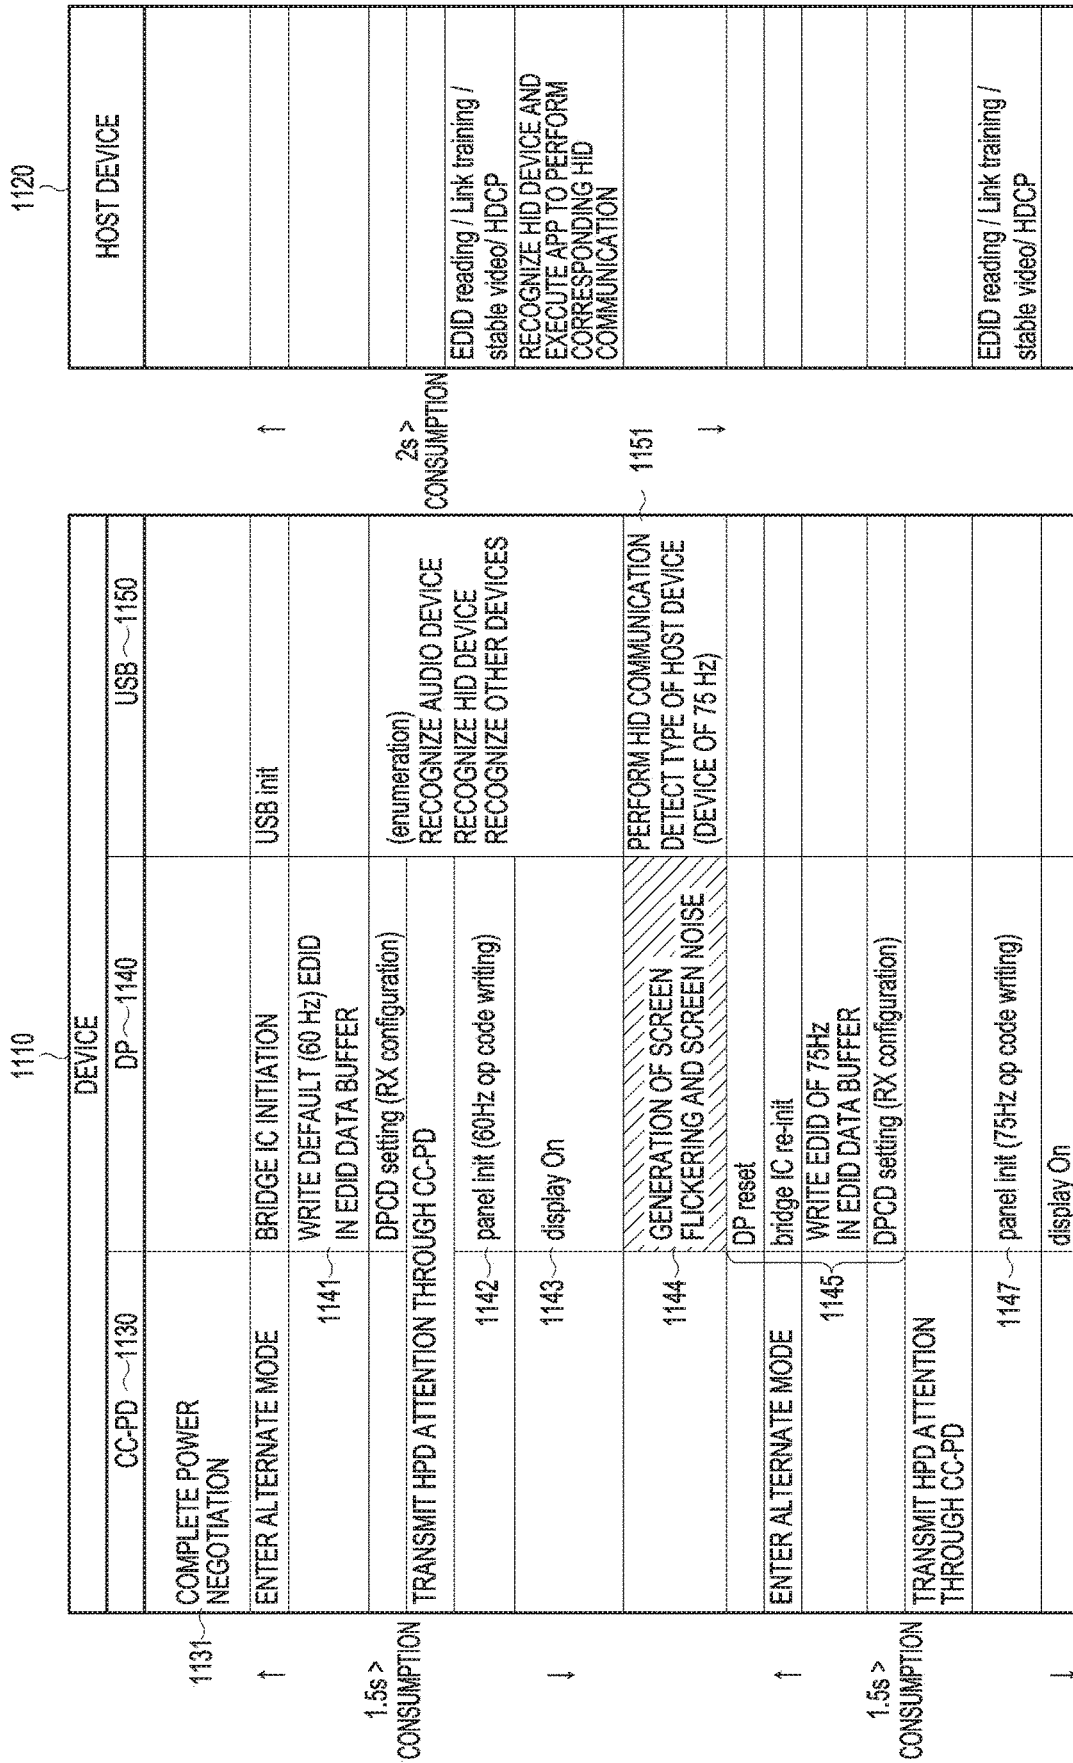 1110
DEVICE
CC-PD ~1130
DP ~1140
USB ~1150
1120
HOST DEVICE
1131
COMPLETE POWER
NEGOTIATION
1.5s >
CONSUMPTION
ENTER ALTERNATE MODE
BRIDGE IC INITIATION
USB init
2s >
CONSUMPTION
1141
WRITE DEFAULT (60 Hz) EDID
IN EDID DATA BUFFER
DPCD setting (RX configuration)
(enumeration)
RECOGNIZE AUDIO DEVICE
RECOGNIZE HID DEVICE
RECOGNIZE OTHER DEVICES
TRANSMIT HPD ATTENTION THROUGH CC-PD
EDID reading / Link training /
stable video/ HDCP
1142
panel init (60Hz op code writing)
1143
display On
RECOGNIZE HID DEVICE AND
EXECUTE APP TO PERFORM
CORRESPONDING HID
COMMUNICATION
1144
GENERATION OF SCREEN
FLICKERING AND SCREEN NOISE
PERFORM HID COMMUNICATION
DETECT TYPE OF HOST DEVICE
(DEVICE OF 75 Hz)
1151
DP reset
1.5s >
CONSUMPTION
ENTER ALTERNATE MODE
bridge IC re-init
1145
WRITE EDID OF 75Hz
IN EDID DATA BUFFER
DPCD setting (RX configuration)
TRANSMIT HPD ATTENTION
THROUGH CC-PD
1147
panel init (75Hz op code writing)
EDID reading / Link training /
stable video/ HDCP
display On